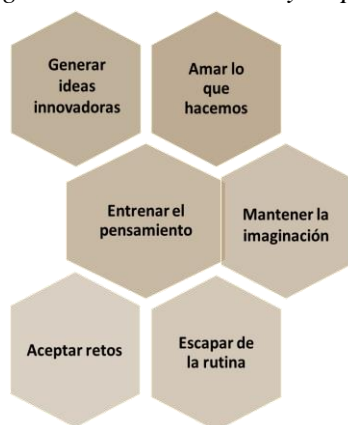 Generar
ideas
innovadoras
Amar lo
que
hacemos
Entrenar el
pensamiento
Mantener la
imaginación
Aceptar retos
Escapar de
la rutina